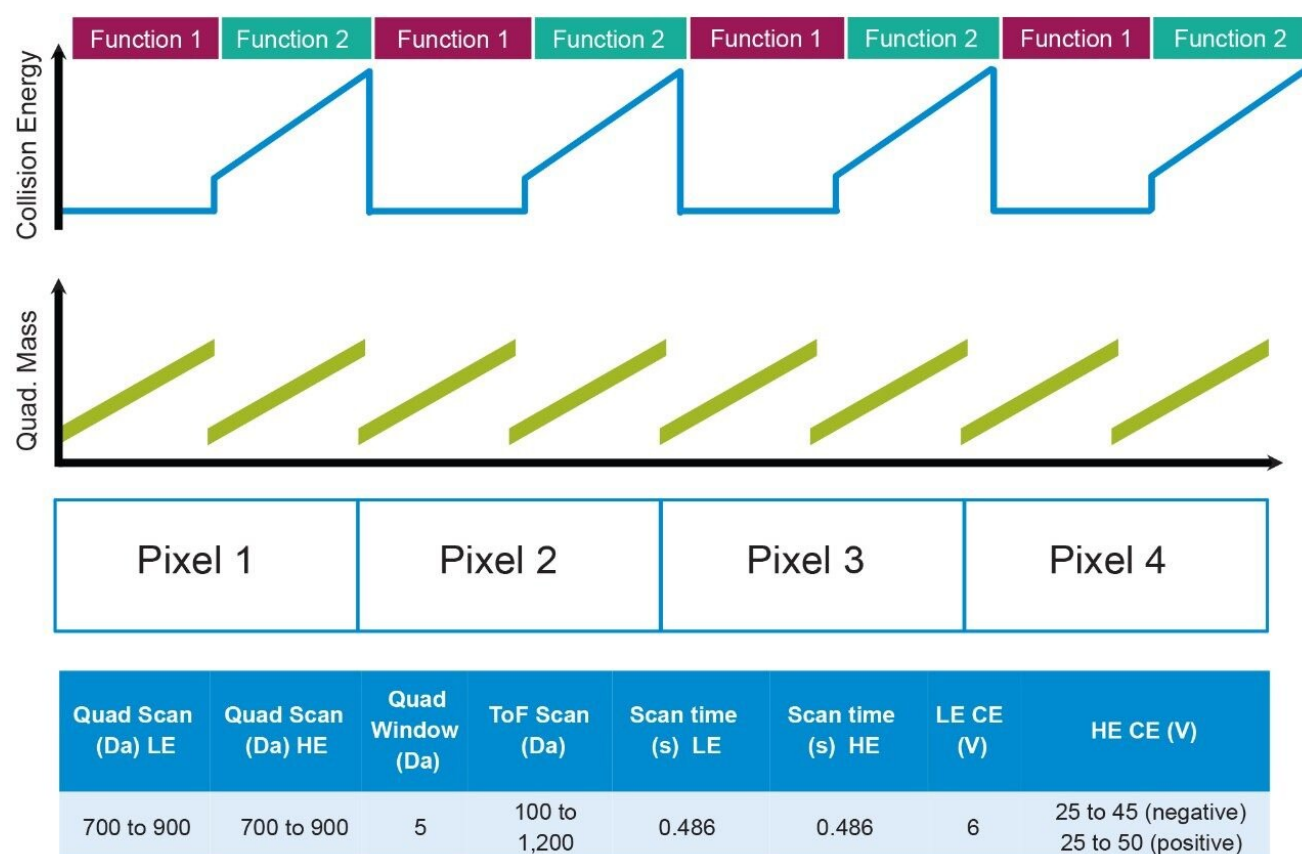 Function 1 Function 2 Function 1 Function 2 Function 1 Function 2 Function 1 Function 2
Collision Energy
Quad. Mass
Pixel 1 Pixel 2 Pixel 3 Pixel 4
Quad Scan (Da) LE
Quad Scan (Da) HE
Quad Window (Da)
ToF Scan (Da)
Scan time (s) LE
Scan time (s) HE
LE CE (V)
HE CE (V)
700 to 900
700 to 900
5
100 to 1,200
0.486
0.486
6
25 to 45 (negative)
25 to 50 (positive)